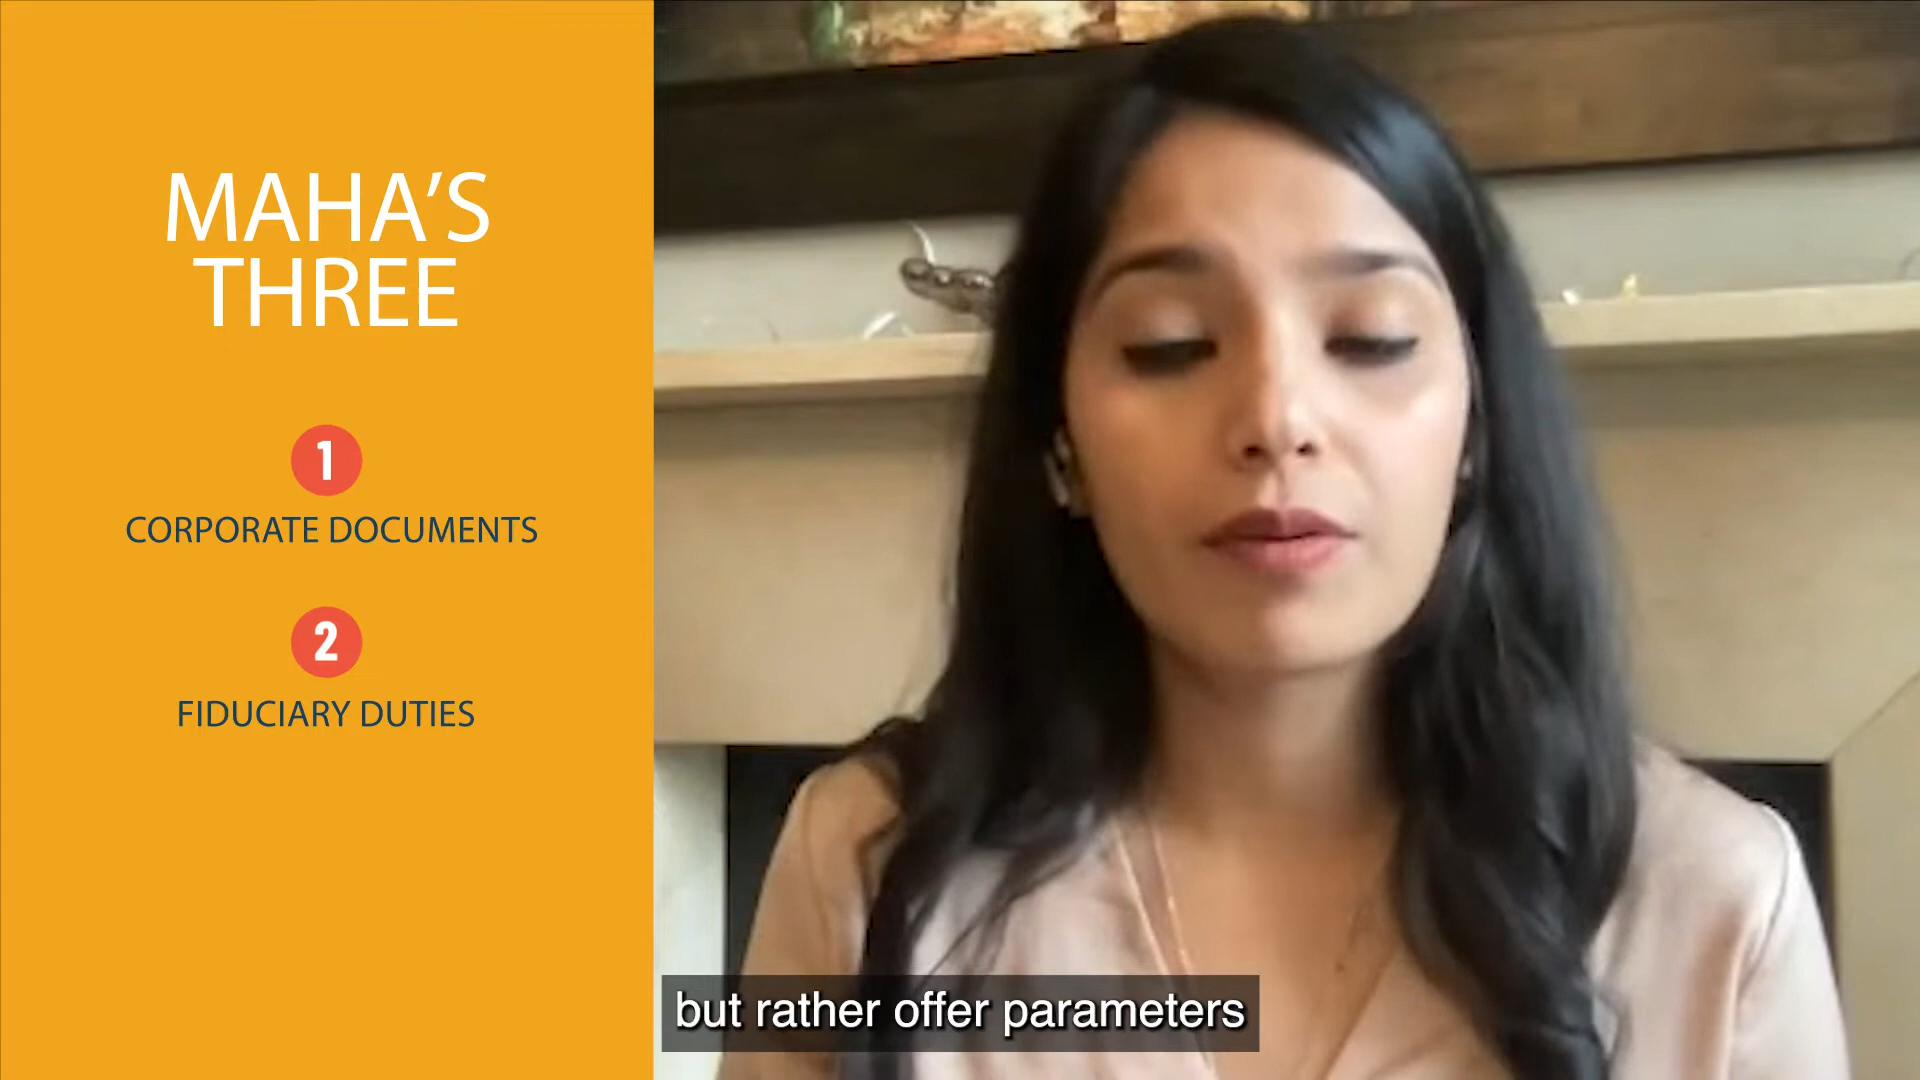 MAHA’S
THREE
1
CORPORATE DOCUMENTS
2
FIDUCIARY DUTIES
but rather offer parameters